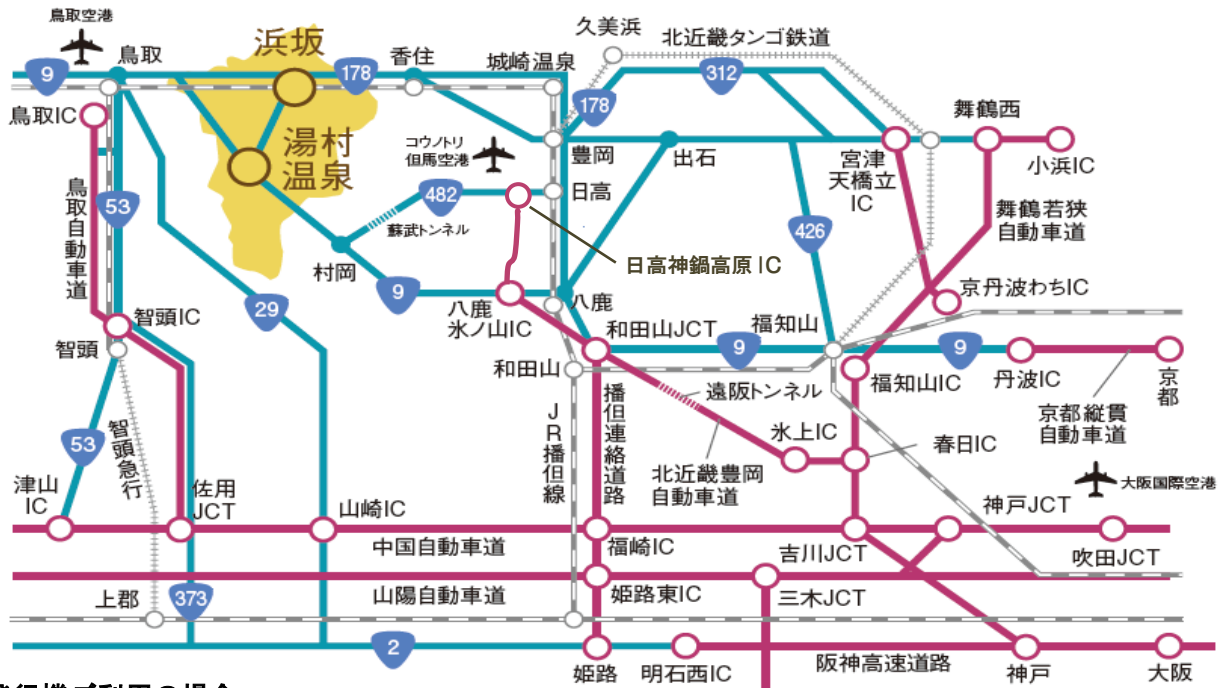 鳥取空港
鳥取
9
浜坂
178
香住
城崎温泉
久美浜
北近畿タンゴ鉄道
312
178
鳥取IC
湯村
温泉
コウノトリ
但馬空港
豊岡
出石
宮津
天橋立
IC
舞鶴西
小浜IC
鳥取自動車道
53
482
日高
蘇武トンネル
426
舞鶴若狭
自動車道
村岡
日高神鍋高原IC
9
29
八鹿
氷ノ山IC
八鹿
京丹波わちIC
智頭IC
智頭
和田山JCT
福知山
9
9
和田山
遠阪トンネル
福知山IC
丹波IC
京都
53
智頭急行
JR播但線
播但連絡道路
氷上IC
春日IC
京都縦貫
自動車道
北近畿豊岡
自動車道
大阪国際空港
津山
IC
佐用
JCT
山崎IC
神戸JCT
中国自動車道
福崎IC
吉川JCT
吹田JCT
上郡
373
山陽自動車道
姫路東IC
三木JCT
2
姫路
明石西IC
阪神高速道路
神戸
大阪